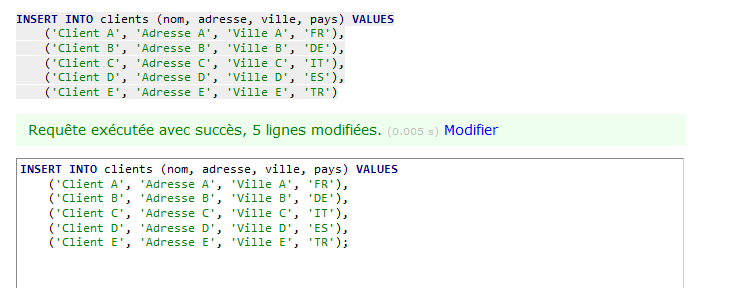 INSERT INTO clients (nom, adresse, ville, pays) VALUES
('Client A', 'Adresse A', 'Ville A', 'FR'),
('Client B', 'Adresse B', 'Ville B', 'DE'),
('Client C', 'Adresse C', 'Ville C', 'IT'),
('Client D', 'Adresse D', 'Ville D', 'ES'),
('Client E', 'Adresse E', 'Ville E', 'TR')
Requête exécutée avec succès, 5 lignes modifiées. (0.005 s) Modifier
INSERT INTO clients (nom, adresse, ville, pays) VALUES
('Client A', 'Adresse A', 'Ville A', 'FR'),
('Client B', 'Adresse B', 'Ville B', 'DE'),
('Client C', 'Adresse C', 'Ville C', 'IT'),
('Client D', 'Adresse D', 'Ville D', 'ES'),
('Client E', 'Adresse E', 'Ville E', 'TR');